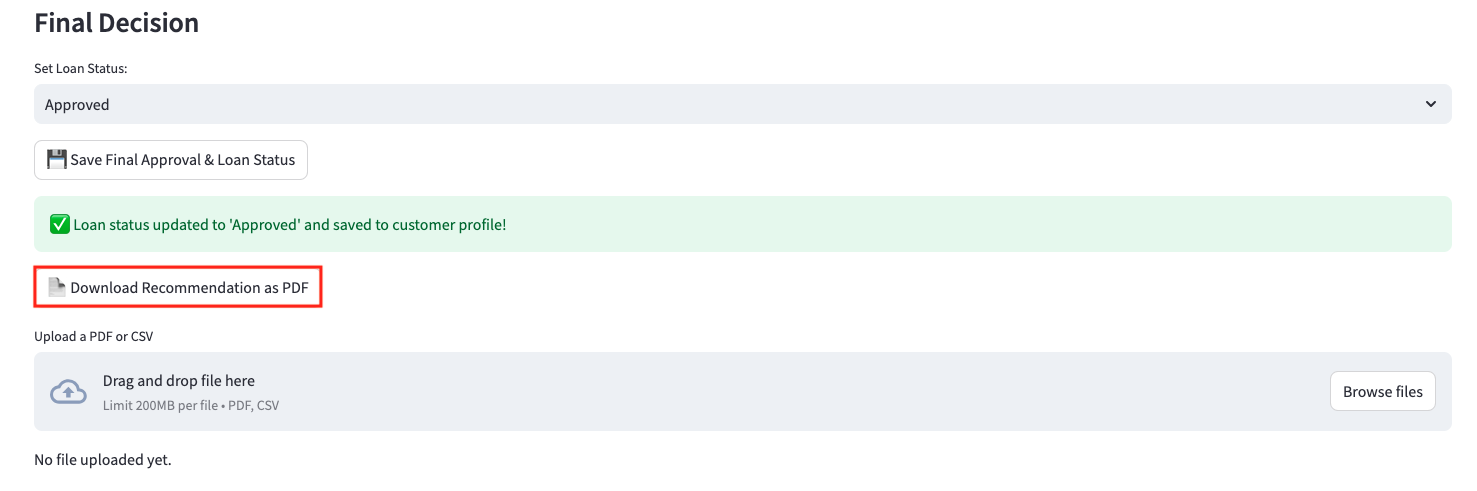 Final Decision
Set Loan Status:
Approved
💾 Save Final Approval & Loan Status
✅ Loan status updated to 'Approved' and saved to customer profile!
📄 Download Recommendation as PDF
Upload a PDF or CSV
Drag and drop file here
Limit 200MB per file • PDF, CSV
Browse files
No file uploaded yet.